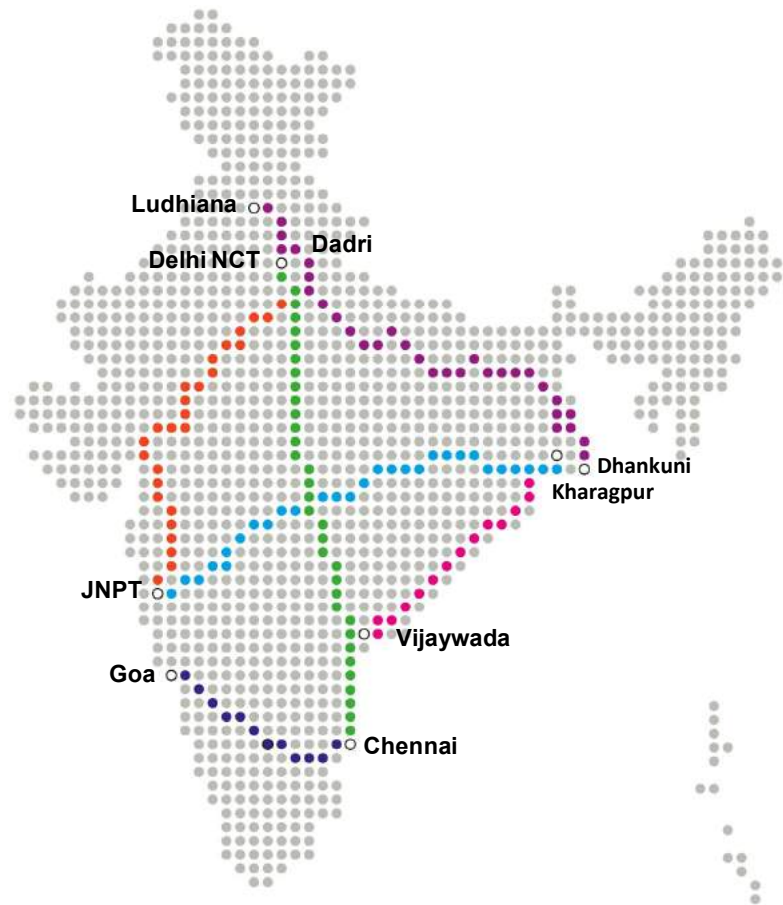 Ludhiana
Dadri
Delhi NCT
Dhankuni
Kharagpur
JNPT
Vijaywada
Goa
Chennai